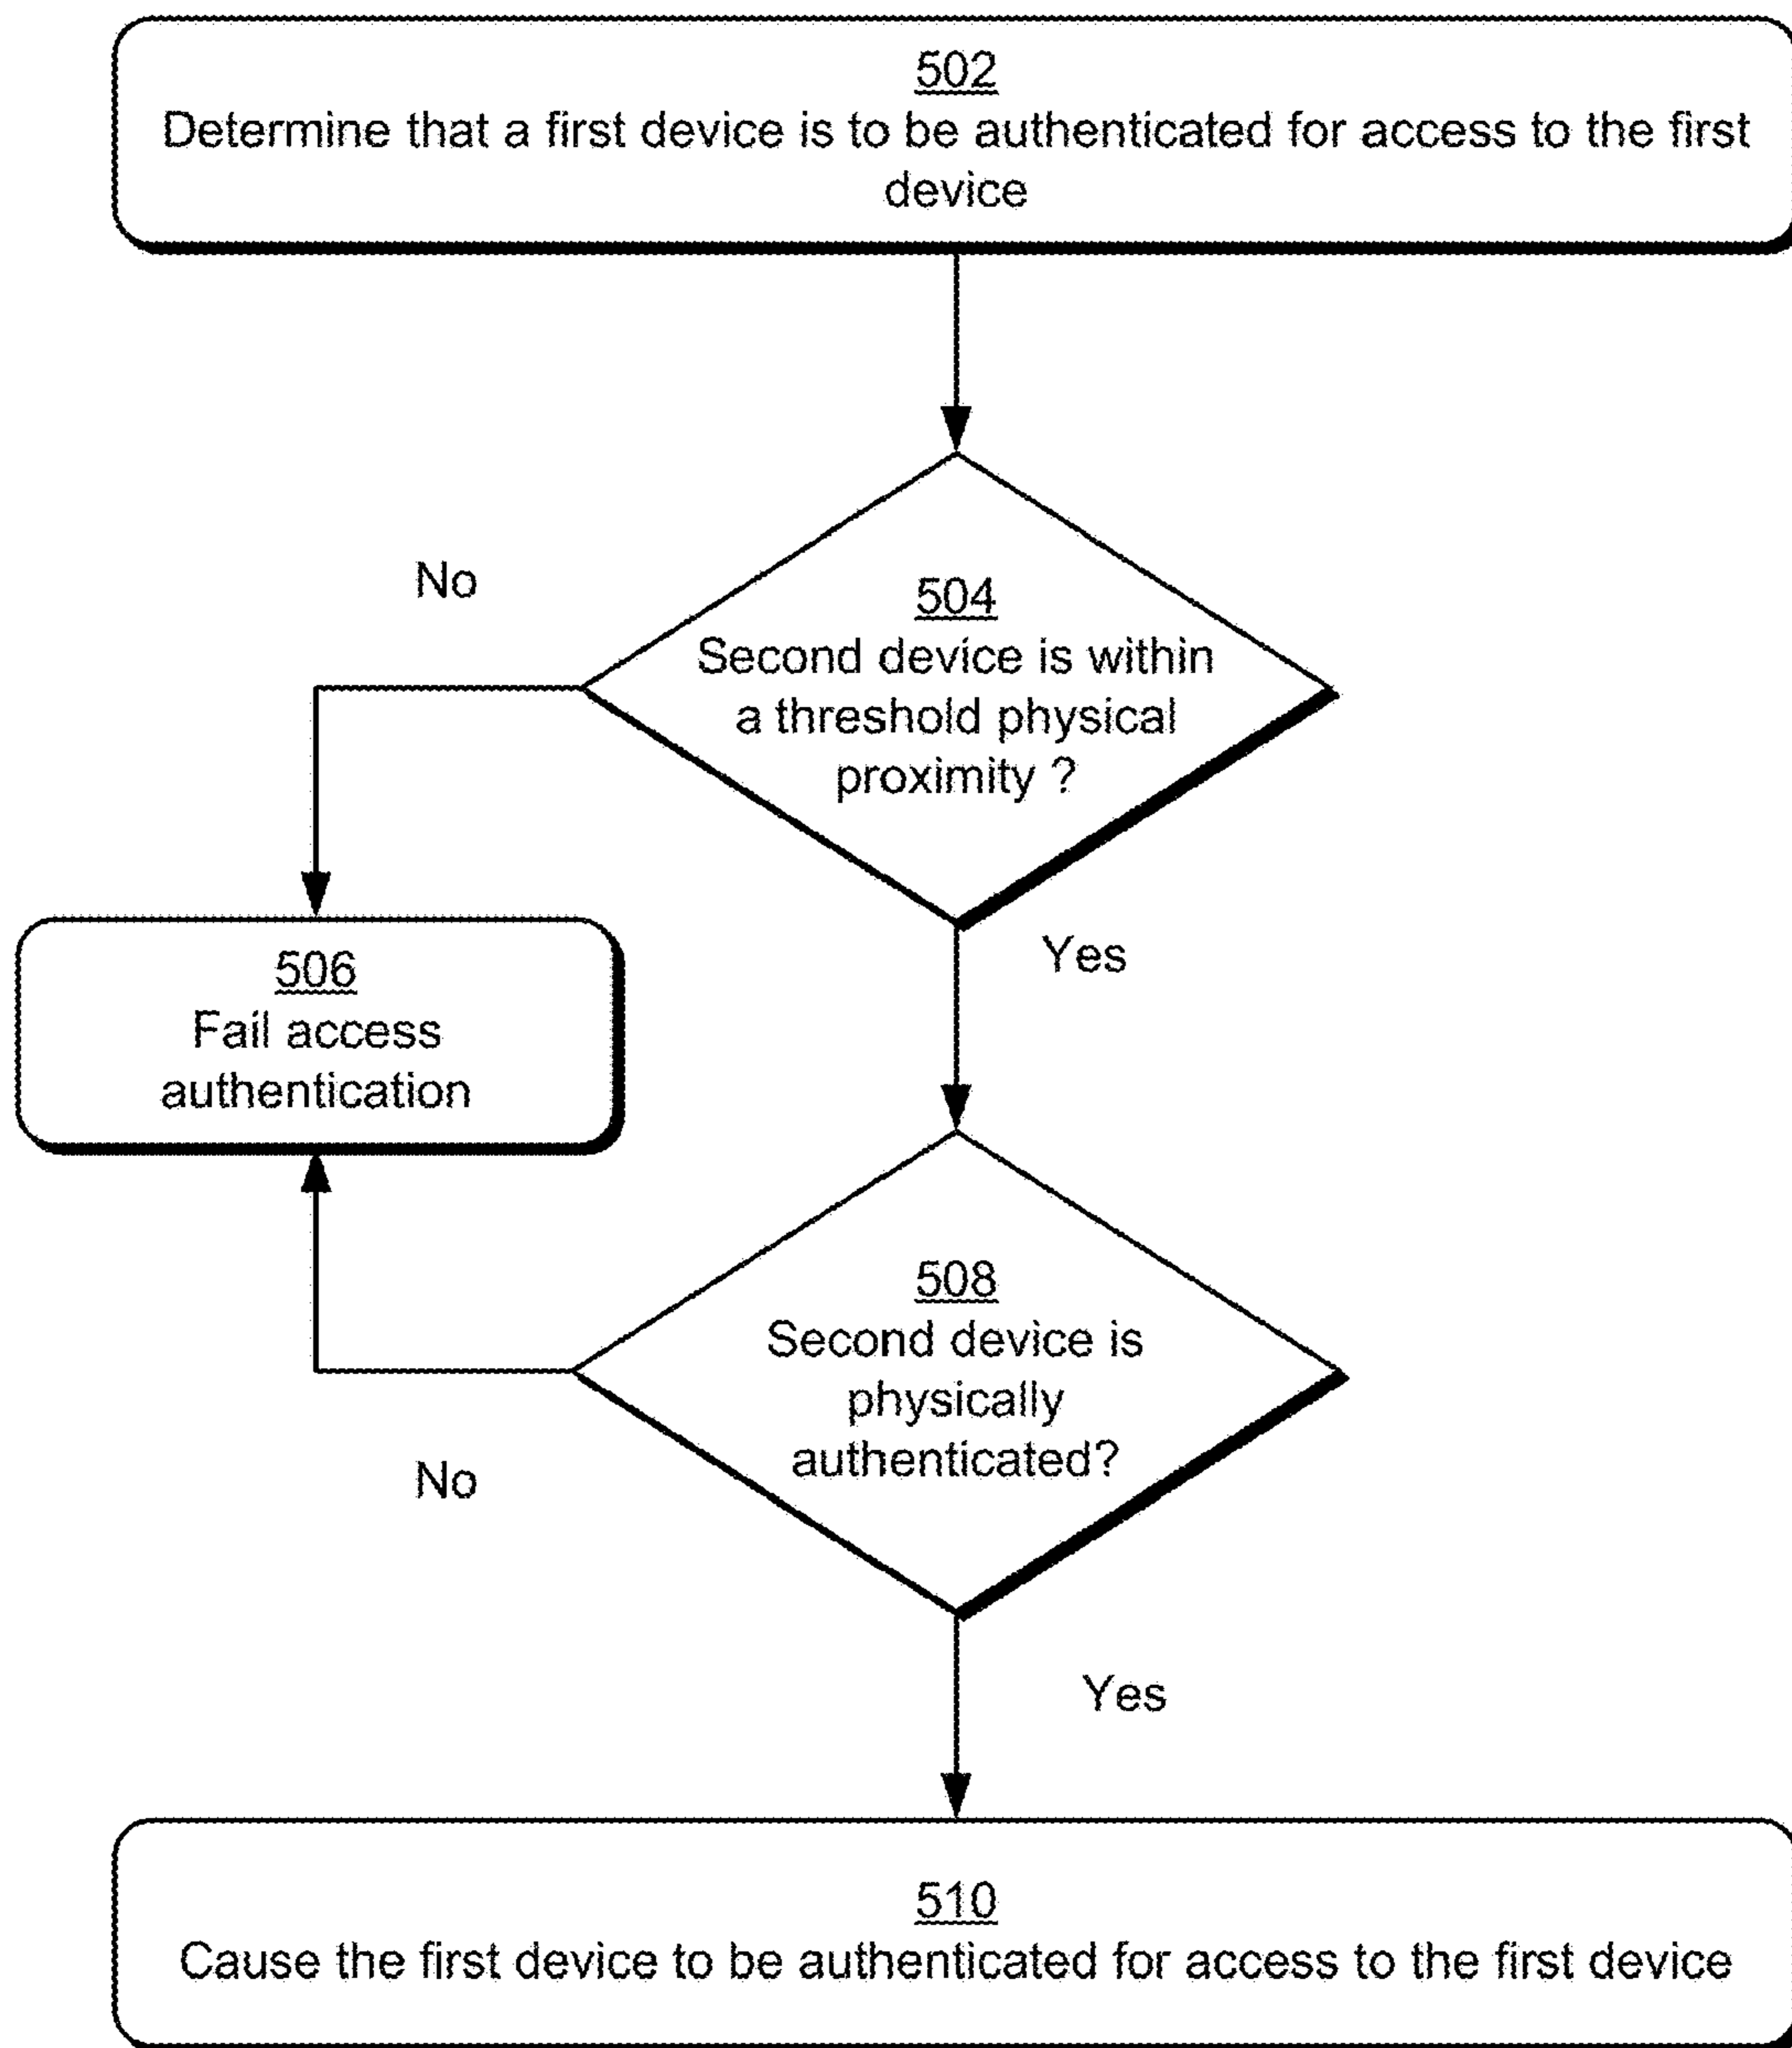 502
Determine that a first device is to be authenticated for access to the first
device
No
504
Second device is within
a threshold physical
proximity ?
Yes
506
Fail access
authentication
508
Second device is
physically
authenticated?
No
Yes
510
Cause the first device to be authenticated for access to the first device